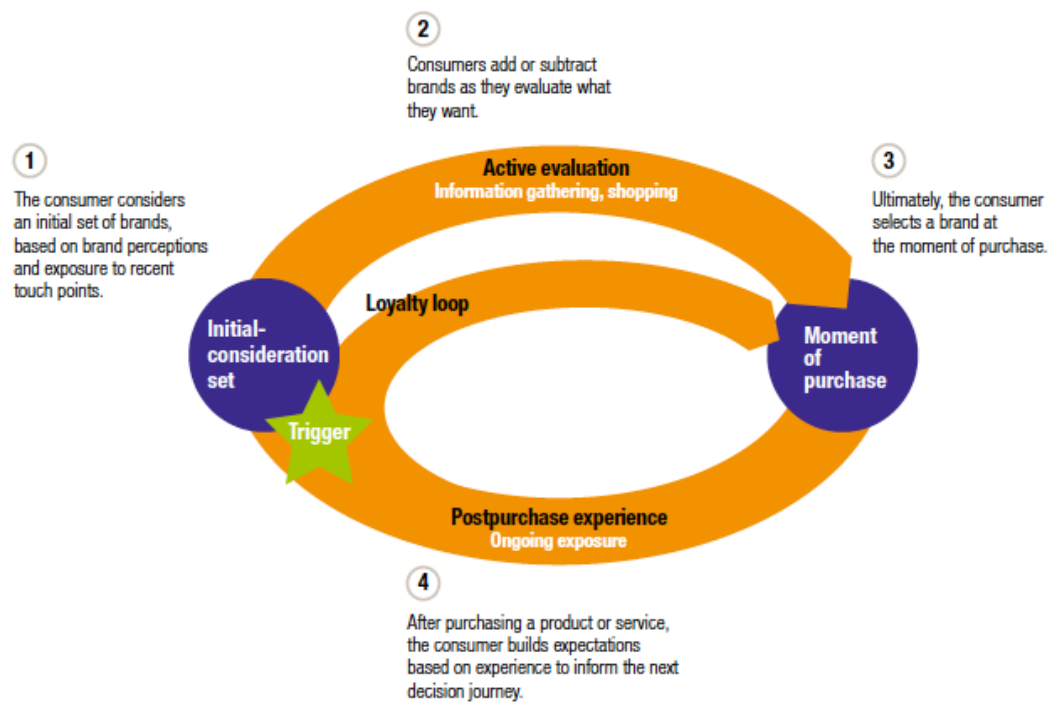 1
The consumer considers
an initial set of brands,
based on brand perceptions
and exposure to recent
touch points.
2
Consumers add or subtract
brands as they evaluate what
they want.
3
Ultimately, the consumer
selects a brand at
the moment of purchase.
Active evaluation
Information gathering, shopping
Loyalty loop
Initial-
consideration
set
Trigger
Moment
of
purchase
Postpurchase experience
Ongoing exposure
4
After purchasing a product or service,
the consumer builds expectations
based on experience to inform the next
decision journey.